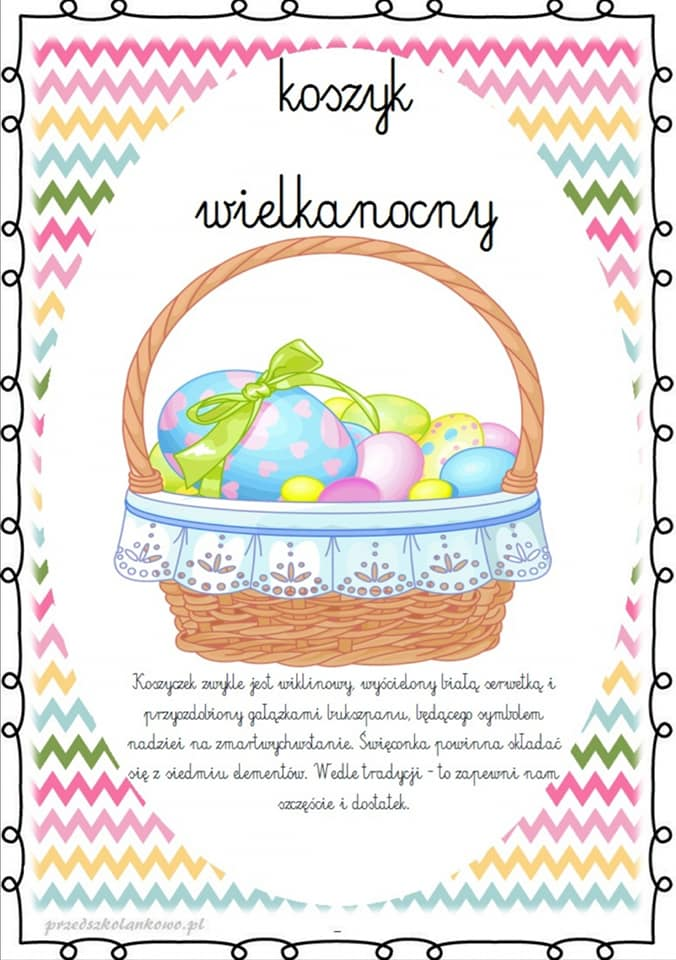 koszyk
wielkanocny
Koszyczek zwykle jest wiklinowy, wyścielony białą serwetką i
przyozdobiony gałązkami bukszpanu, będącego symbolem
nadziei na zmartwychwstanie. Święconka powinna składać
się z siedmiu elementów. Wedle tradycji - to zapewni nam
szczęście i dostatek.
przedszkolankowo.pl